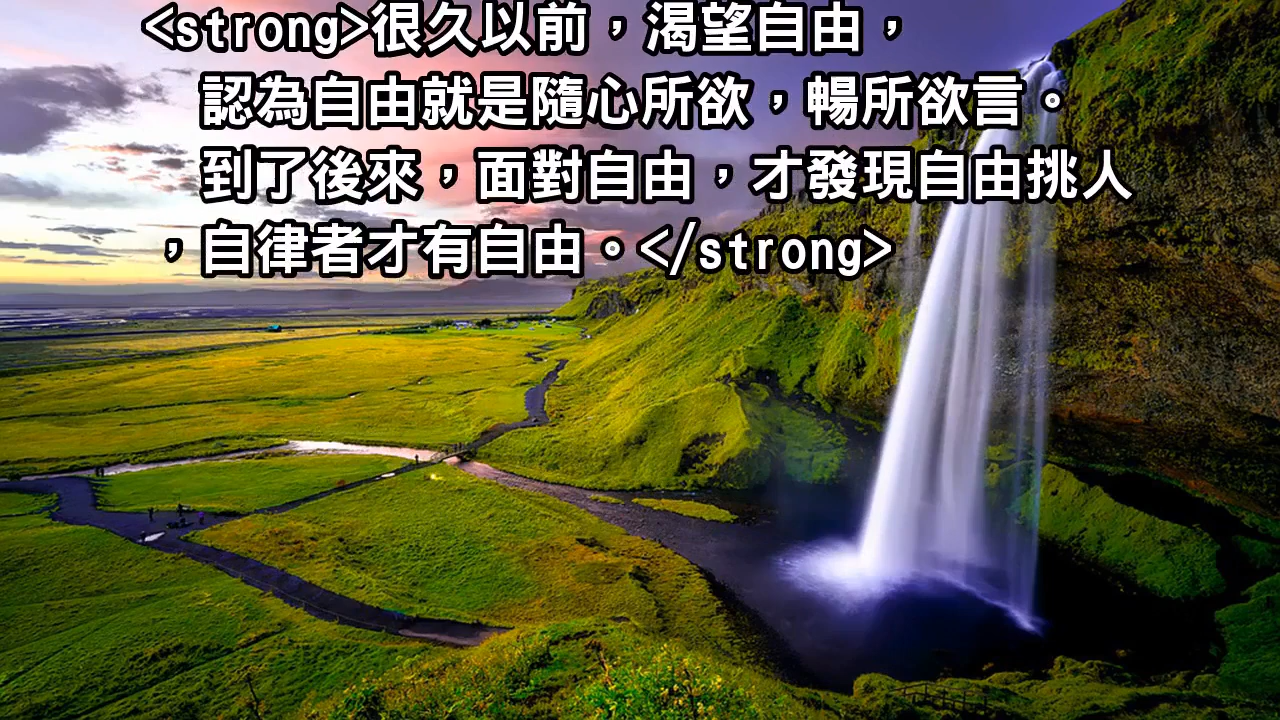 <strong>很久以前，渴望自由，
認為自由就是隨心所欲，暢所欲言。
到了後來，面對自由，才發現自由挑人
，自律者才有自由。</strong>